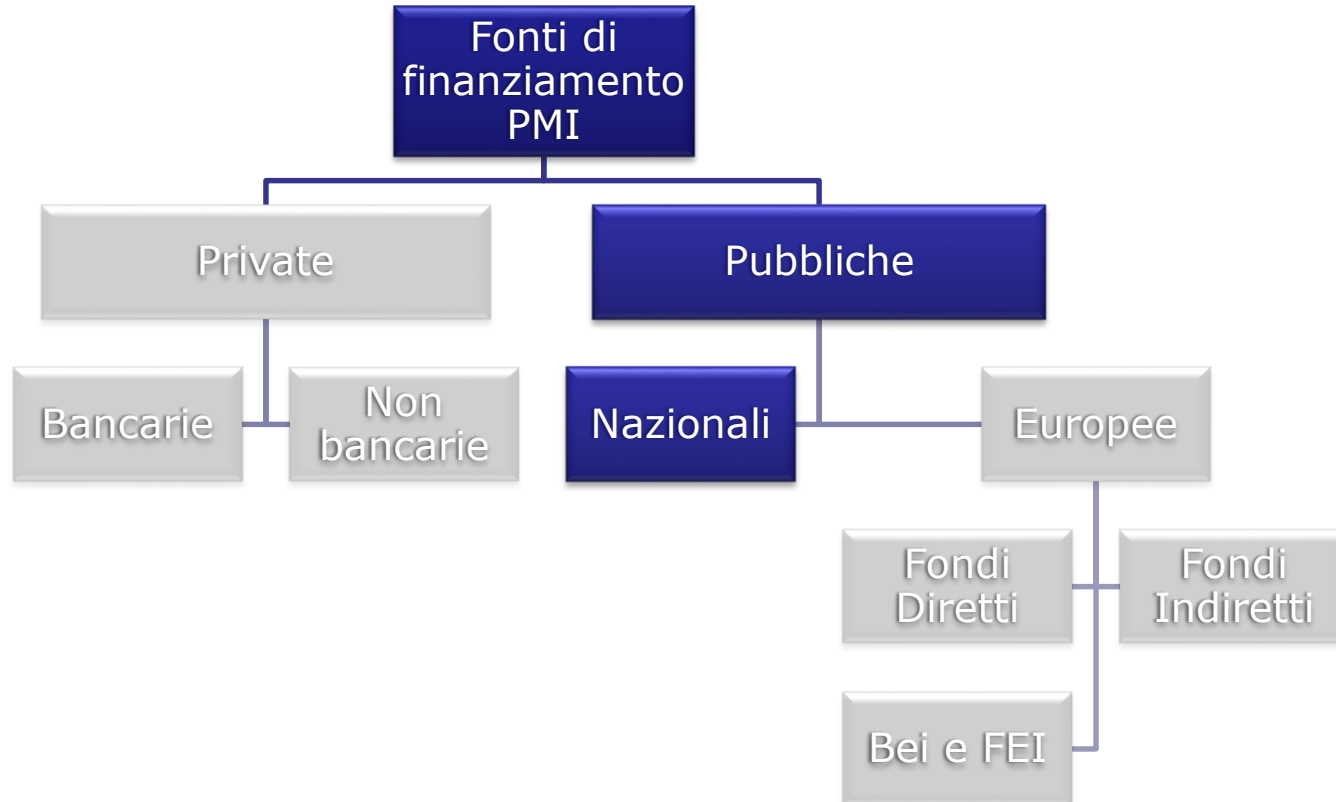 Fonti di
finanziamento
PMI
Private
Pubbliche
Bancarie
Non
bancarie
Nazionali
Europee
Fondi
Diretti
Fondi
Indiretti
Bei e FEI